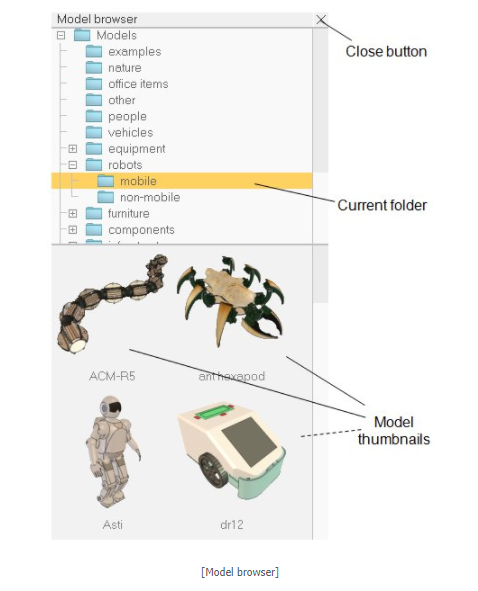 Model browser
Close button
Models
examples
nature
office items
other
people
vehicles
equipment
robots
mobile
non-mobile
Current folder
furniture
components
ACM-R5
ant hexapod
Model
thumbnails
Asti
dr12
[Model browser]